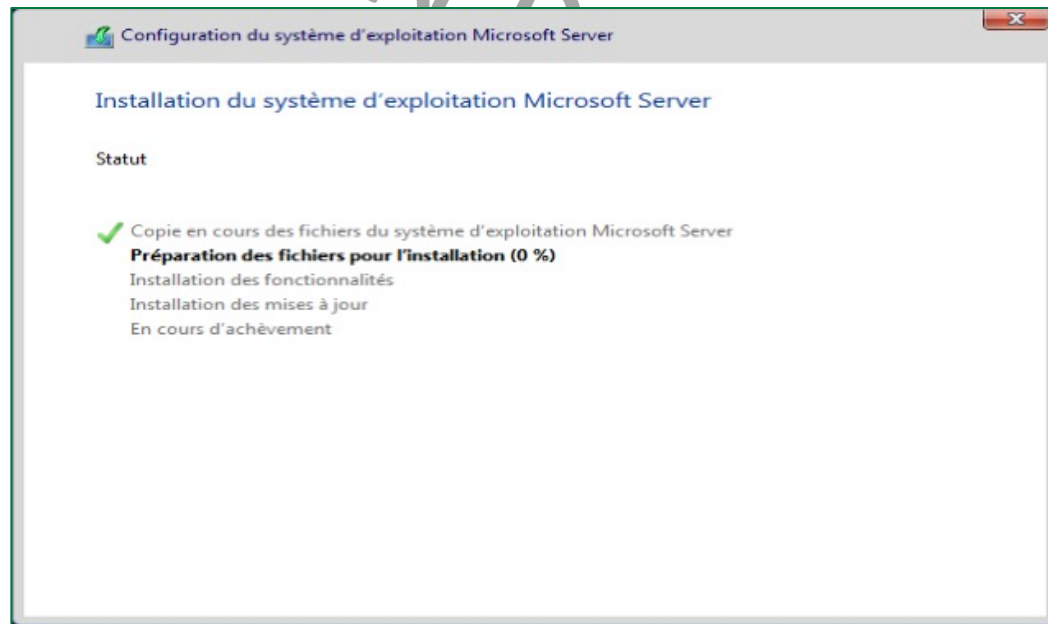 Configuration du système d'exploitation Microsoft Server
Installation du système d'exploitation Microsoft Server
Statut
Copie en cours des fichiers du système d'exploitation Microsoft Server
Préparation des fichiers pour l'installation (0 %)
Installation des fonctionnalités
Installation des mises à jour
En cours d'achèvement